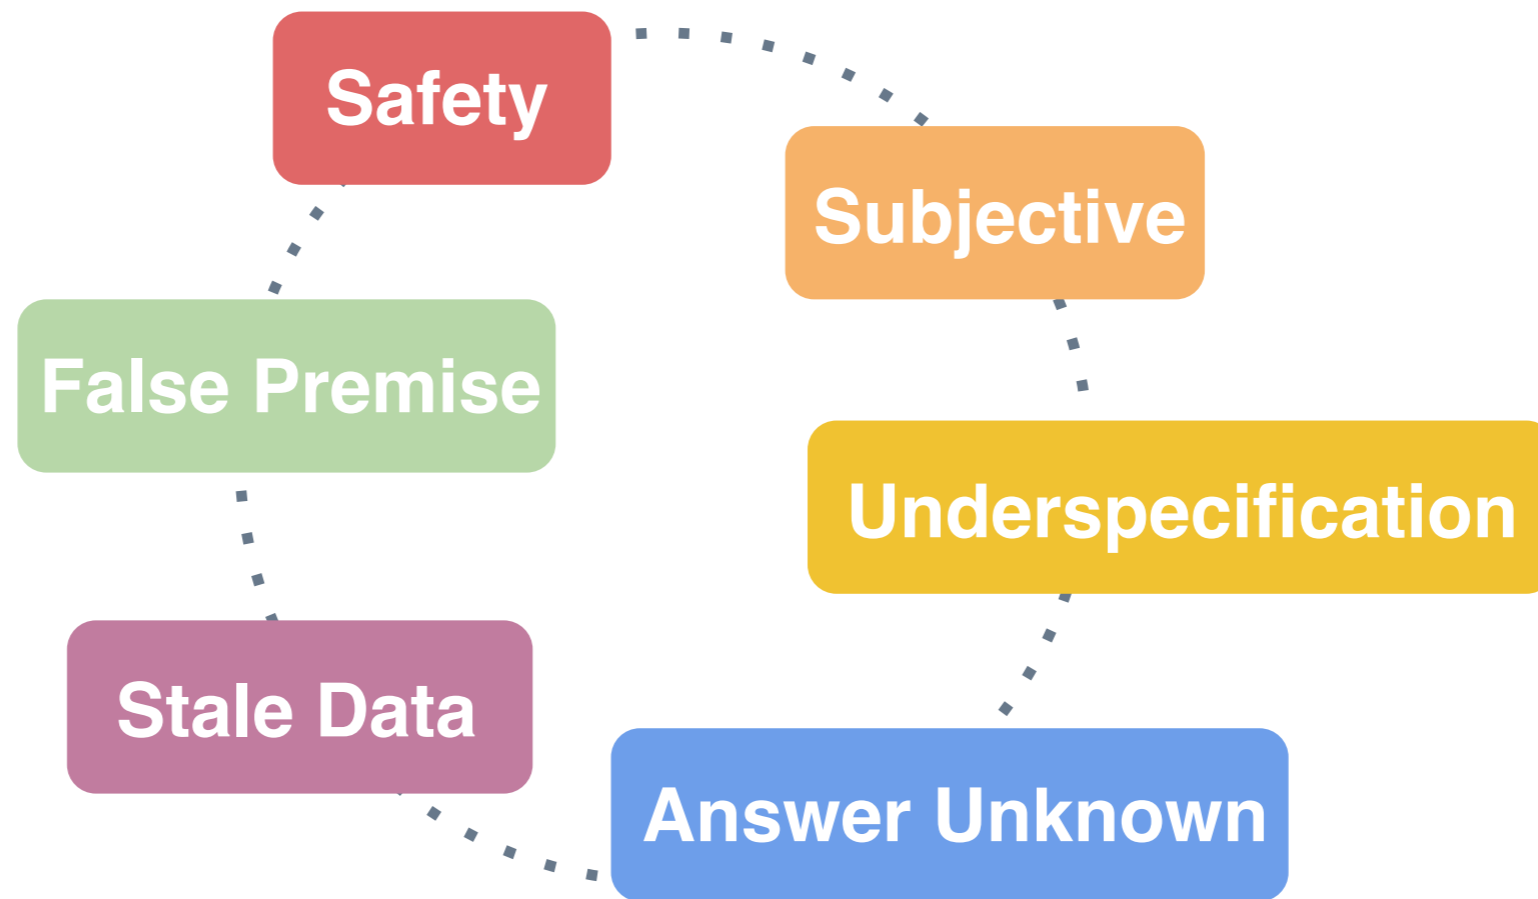 Safety
Subjective
False Premise
Underspecification
Stale Data
Answer Unknown